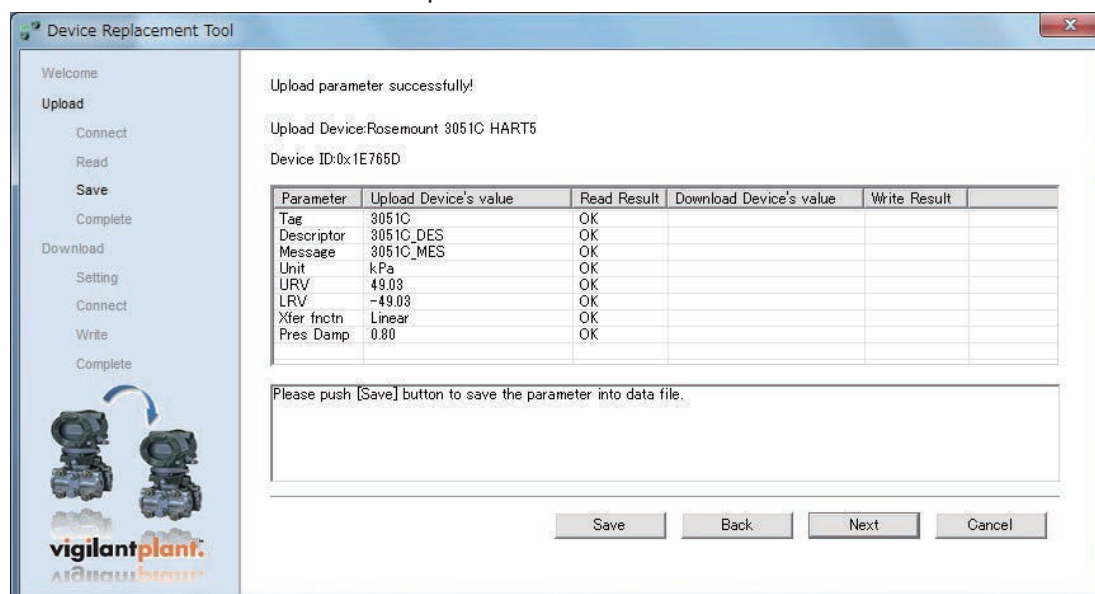 Device Replacement Tool
Welcome
Upload
Connect
Read
Save
Complete
Download
Setting
Connect
Write
Complete
vigilantplant.
Upload parameter successfully!
Upload Device:Rosemount 3051C HART5
Device ID:0x1E765D
Parameter Upload Device's value Read Result Download Device's value Write Result
Tag 3051C OK
Descriptor 3051C_DES OK
Message 3051C_MES OK
Unit kPa OK
URV 49.03 OK
LRV -49.03 OK
Xfer fnctn Linear OK
Pres Damp 0.80 OK
Please push [Save] button to save the parameter into data file.
Save Back Next Cancel